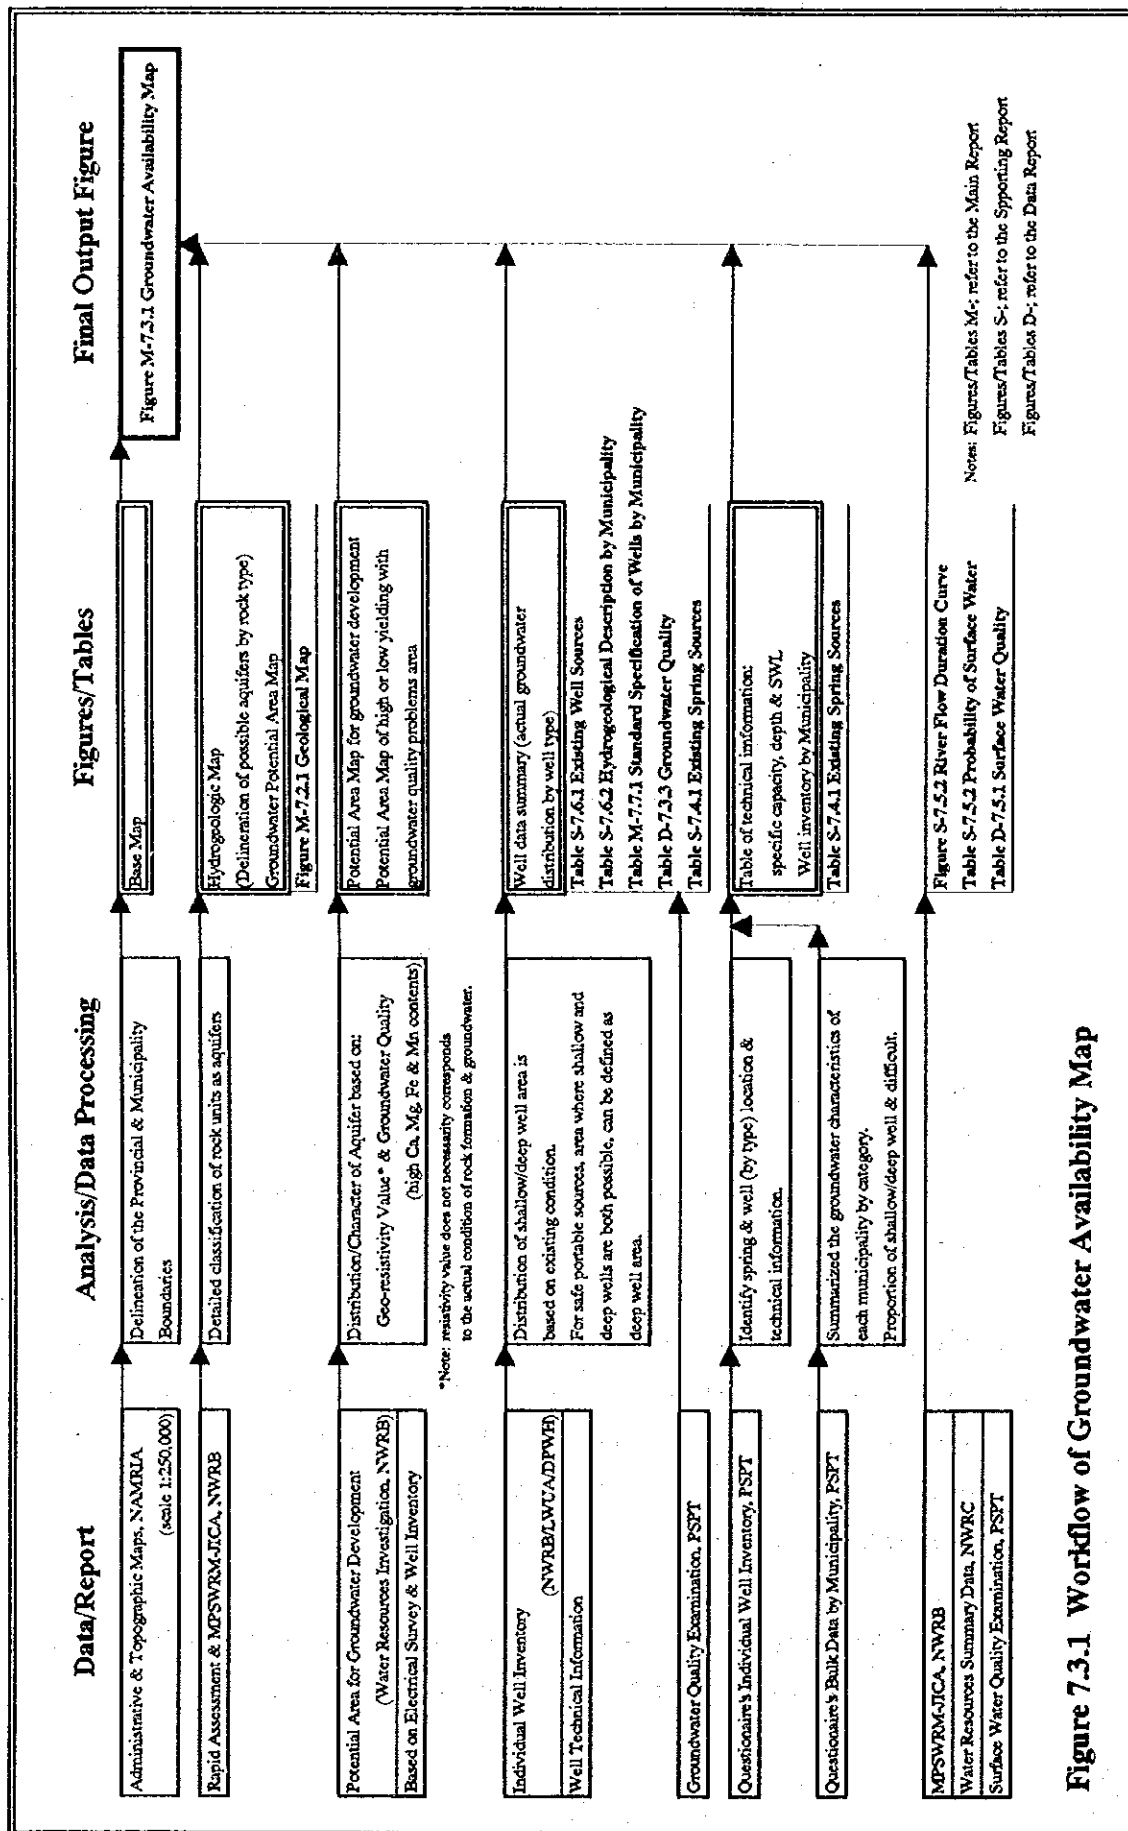 Data/Report
Analysis/Data Processing
Figures/Tables
Final Output Figure
Administrative & Topographic Maps, NAMRIA
(scale 1:250,000)
Delineation of the Provincial & Municipality
Boundaries
Base Map
Figure M-7.3.1 Groundwater Availability Map
Rapid Assessment & MPSWRM-JICA, NWRB
Detailed classification of rock units as aquifers
Hydrogeologic Map
(Delineration of possible aquifers by rock type)
Groundwater Potential Area Map
Figure M-7.2.1 Geological Map
Potential Area for Groundwater Development
(Water Resources Investigation, NWRB)
Based on Electrical Survey & Well Inventory
Distribution/Character of Aquifer based on:
Geo-resistivity Value* & Groundwater Quality
(high Ca, Mg, Fe & Mn contents)
*Note: resistivity value does not necessarity corresponds
to the actual condition of rock formation & groundwater.
Potential Area Map for groundwater development
Potential Area Map of high or low yielding with
groundwater quality problems area
Individual Well Inventory
(NWRB/LWUA/DPWH)
Well Technical Information
Distribution of shallow/deep well area is
based on existing condition.
For safe portable sources, area where shallow and
deep wells are both possible, can be defined as
deep well area.
Well data summary (actual groundwater
distribution by well type)
Table S-7.6.1 Existing Well Sources
Table S-7.6.2 Hydrogeological Description by Municipality
Table M-7.7.1 Standard Specification of Wells by Municipality
Table D-7.3.3 Groundwater Quality
Table S-7.4.1 Existing Spring Sources
Groundwater Quality Examination, PSPT
Questionaire's Individual Well Inventory, PSPT
Identify spring & well (by type) location &
technical information.
Table of technical imformation:
specific capacity, depth & SWL
Well inventory by Municipality
Table S-7.4.1 Existing Spring Sources
Questionaire's Bulk Data by Municipality, PSPT
Summarized the groundwater characteristics of
each municipality by category.
Proportion of shallow/deep well & difficult.
MPSWRM-JICA, NWRB
Water Resources Summary Data, NWRC
Surface Water Quality Examination, PSPT
Figure S-7.5.2 River Flow Duration Curve
Table S-7.5.2 Probability of Surface Water
Table D-7.5.1 Surface Water Quality
Notes: Figures/Tables M-; refer to the Main Report
Figures/Tables S-; refer to the Spporting Report
Figures/Tables D-; refer to the Data Report
Figure 7.3.1 Workflow of Groundwater Availability Map